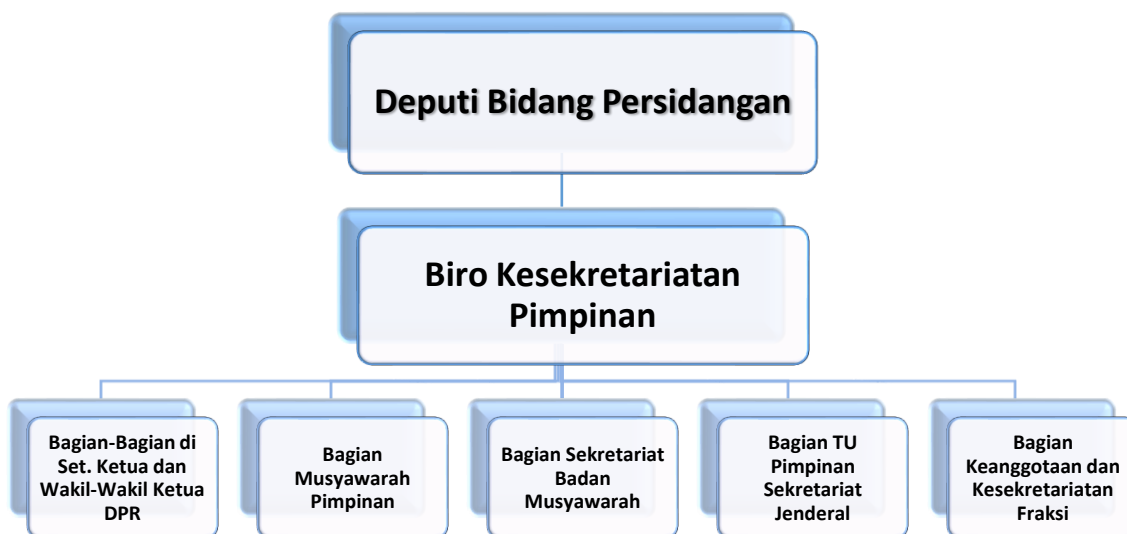 Deputi Bidang Persidangan
Biro Kesekretariatan
Pimpinan
Bagian-Bagian di
Set. Ketua dan
Wakil-Wakil Ketua
DPR
Bagian
Musyawarah
Pimpinan
Bagian Sekretariat
Badan
Musyawarah
Bagian TU
Pimpinan
Sekretariat
Jenderal
Bagian
Keanggotaan dan
Kesekretariatan
Fraksi